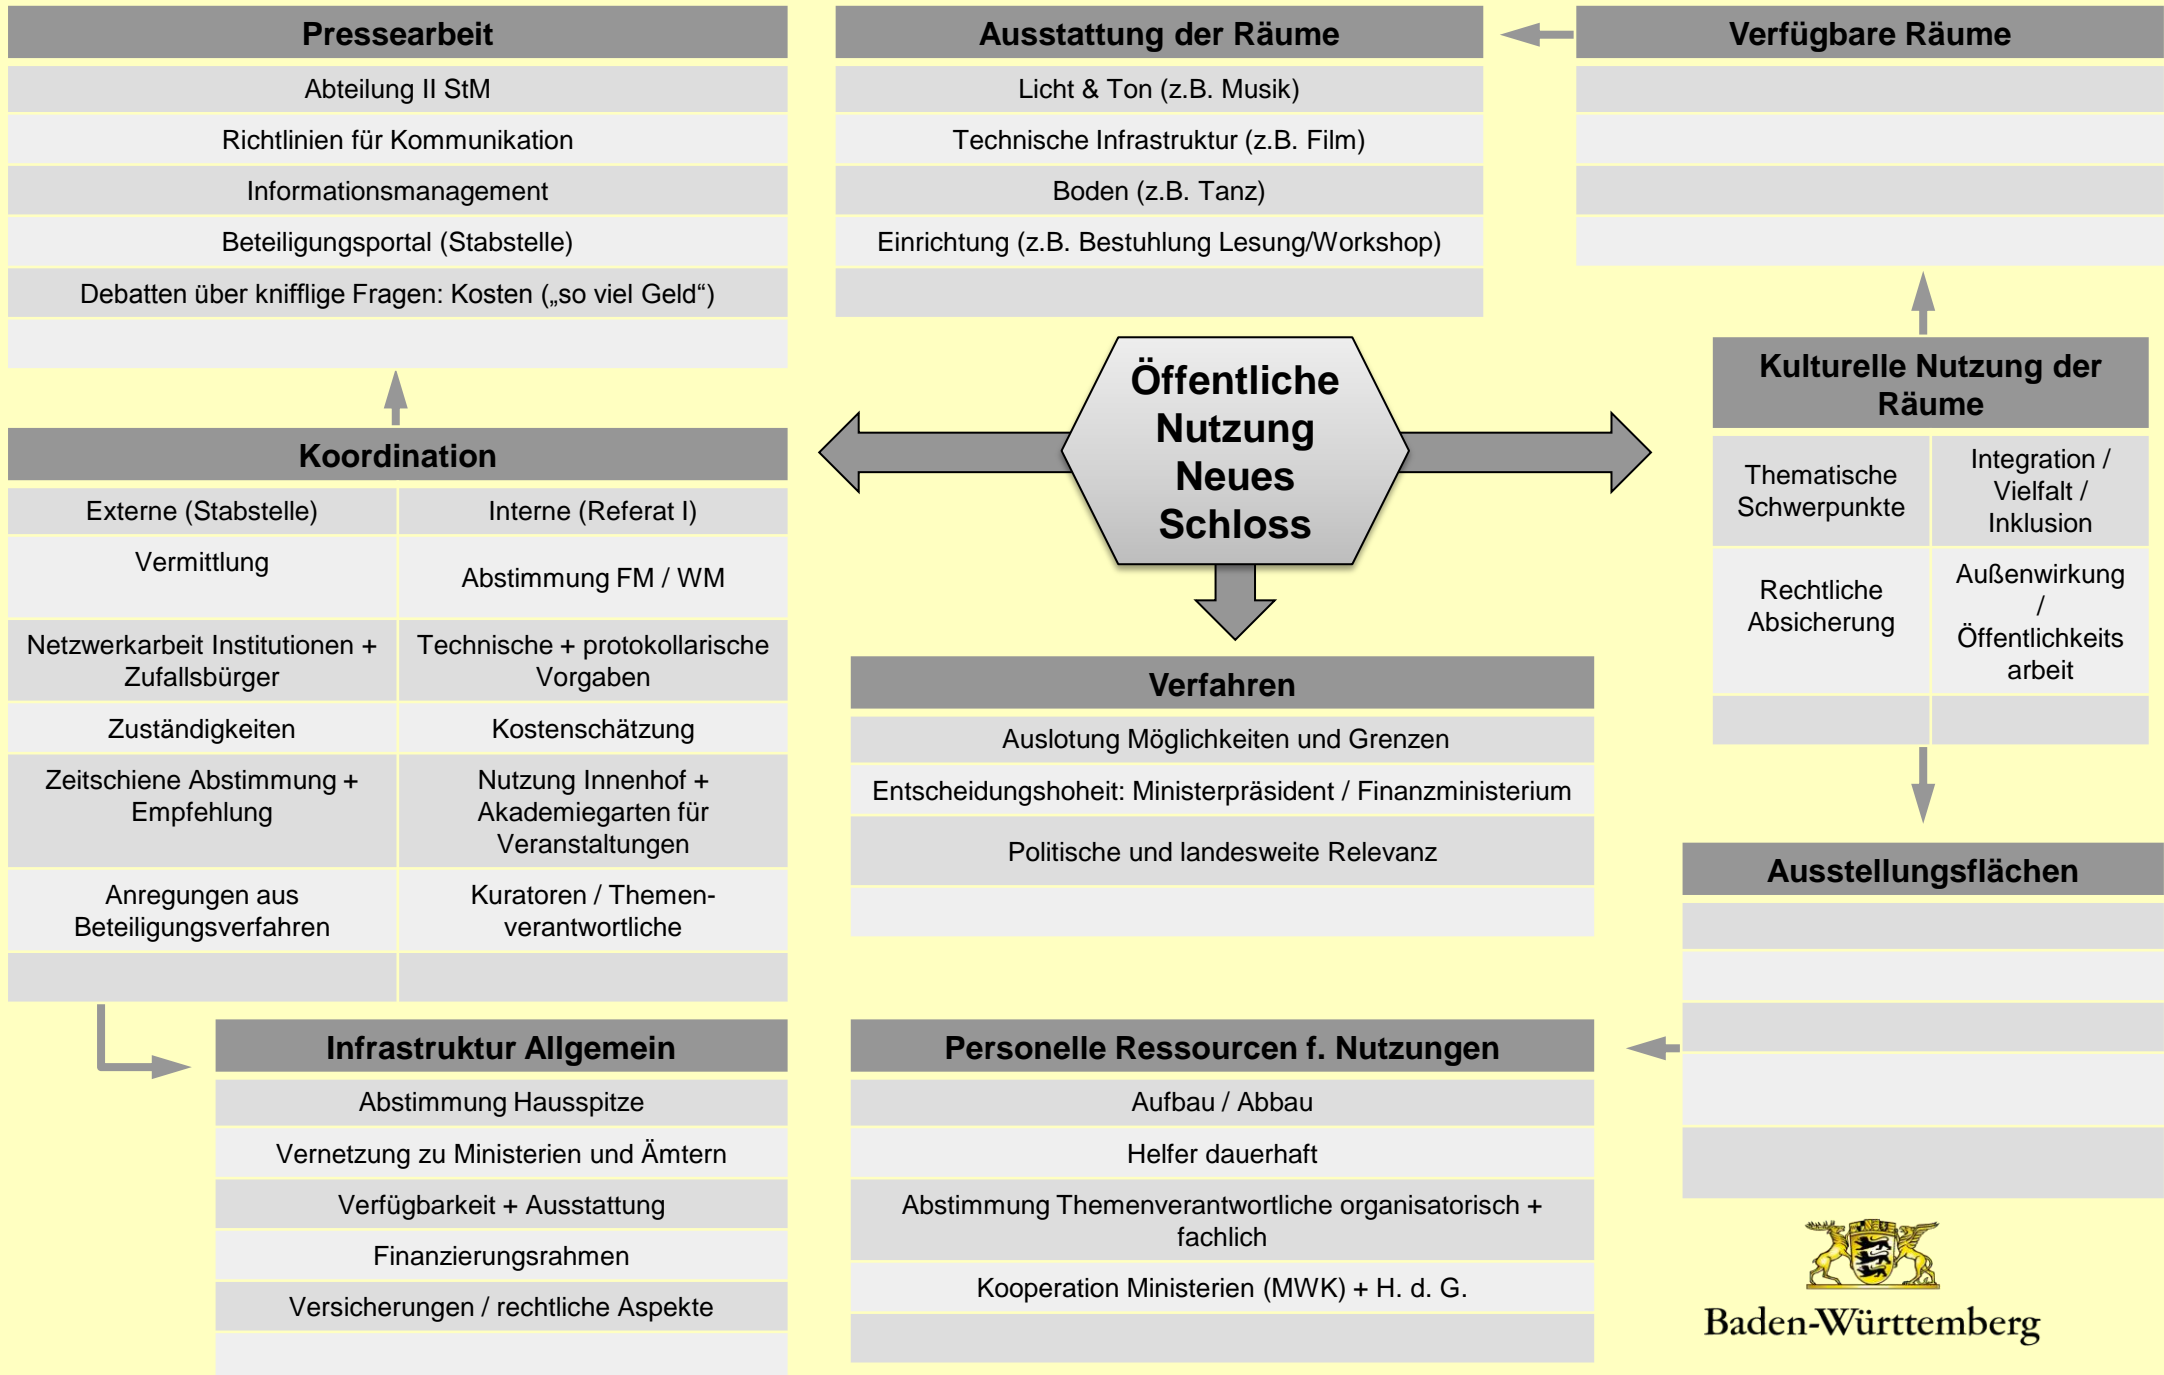 Pressearbeit
Abteilung II StM
Richtlinien für Kommunikation
Informationsmanagement
Beteiligungsportal (Stabstelle)
Debatten über knifflige Fragen: Kosten („so viel Geld“)
Ausstattung der Räume
Licht & Ton (z.B. Musik)
Technische Infrastruktur (z.B. Film)
Boden (z.B. Tanz)
Einrichtung (z.B. Bestuhlung Lesung/Workshop)
Verfügbare Räume
Öffentliche
Nutzung
Neues
Schloss
Kulturelle Nutzung der
Räume
Thematische
Schwerpunkte
Integration /
Vielfalt /
Inklusion
Rechtliche
Absicherung
Außenwirkung
/
Öffentlichkeits
arbeit
Koordination
Externe (Stabstelle)
Interne (Referat I)
Vermittlung
Abstimmung FM / WM
Netzwerkarbeit Institutionen +
Zufallsbürger
Technische + protokollarische
Vorgaben
Zuständigkeiten
Kostenschätzung
Zeitschiene Abstimmung +
Empfehlung
Nutzung Innenhof +
Akademiegarten für
Veranstaltungen
Anregungen aus
Beteiligungsverfahren
Kuratoren / Themen-
verantwortliche
Verfahren
Auslotung Möglichkeiten und Grenzen
Entscheidungshoheit: Ministerpräsident / Finanzministerium
Politische und landesweite Relevanz
Ausstellungsflächen
Infrastruktur Allgemein
Abstimmung Hausspitze
Vernetzung zu Ministerien und Ämtern
Verfügbarkeit + Ausstattung
Finanzierungsrahmen
Versicherungen / rechtliche Aspekte
Personelle Ressourcen f. Nutzungen
Aufbau / Abbau
Helfer dauerhaft
Abstimmung Themenverantwortliche organisatorisch +
fachlich
Kooperation Ministerien (MWK) + H. d. G.
Baden-Württemberg